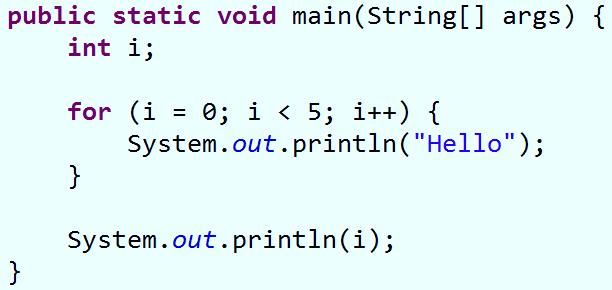 public static void main(String[] args) {
    int i;

    for (i = 0; i < 5; i++) {
        System.out.println("Hello");
    }

    System.out.println(i);
}